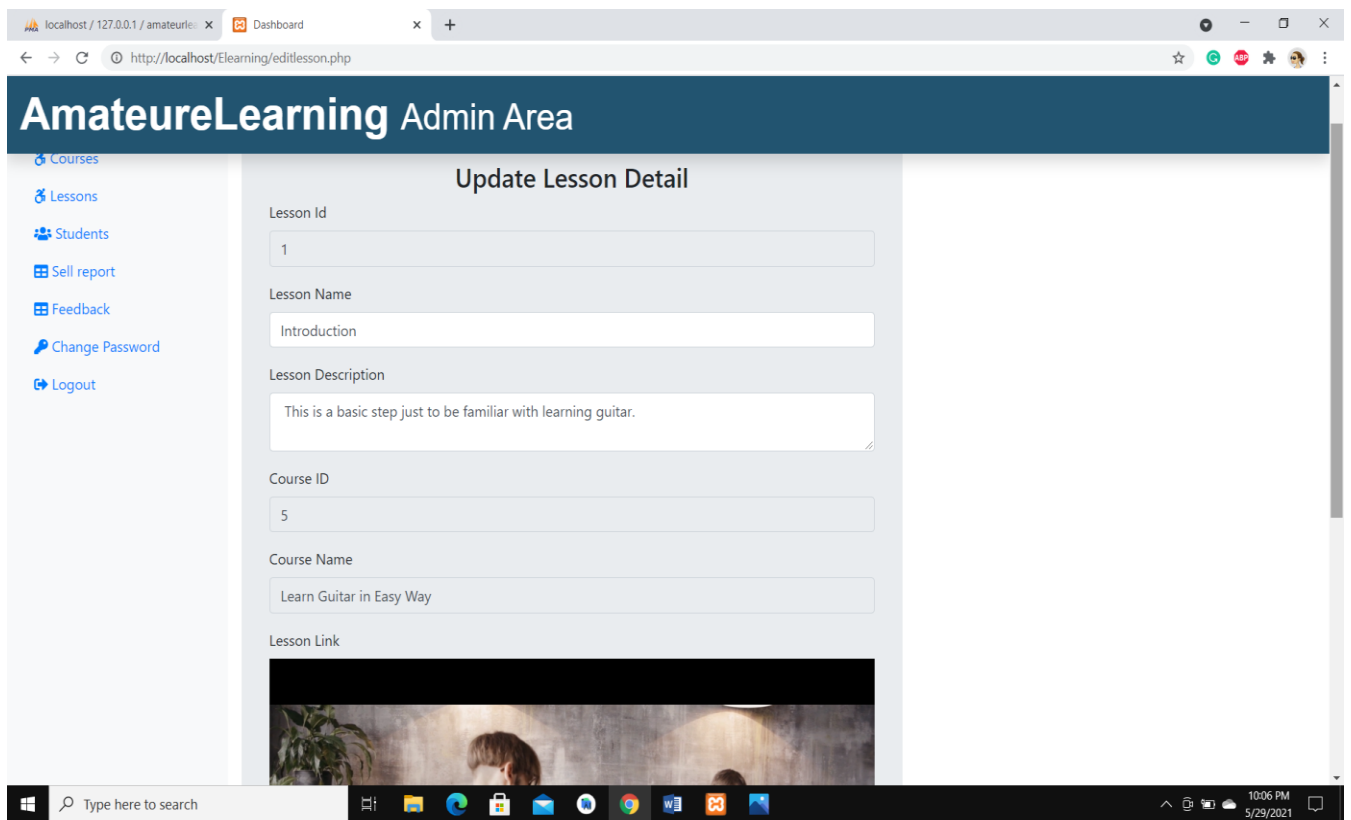 localhost / 127.0.0.1 / amateurle
Dashboard
http://localhost/Elearning/editlesson.php
ABP
AmateureLearning Admin Area
Courses
Lessons
Students
Sell report
Feedback
Change Password
Logout
Update Lesson Detail
Lesson Id
1
Lesson Name
Introduction
Lesson Description
This is a basic step just to be familiar with learning guitar.
Course ID
5
Course Name
Learn Guitar in Easy Way
Lesson Link
Type here to search
10:06 PM
5/29/2021